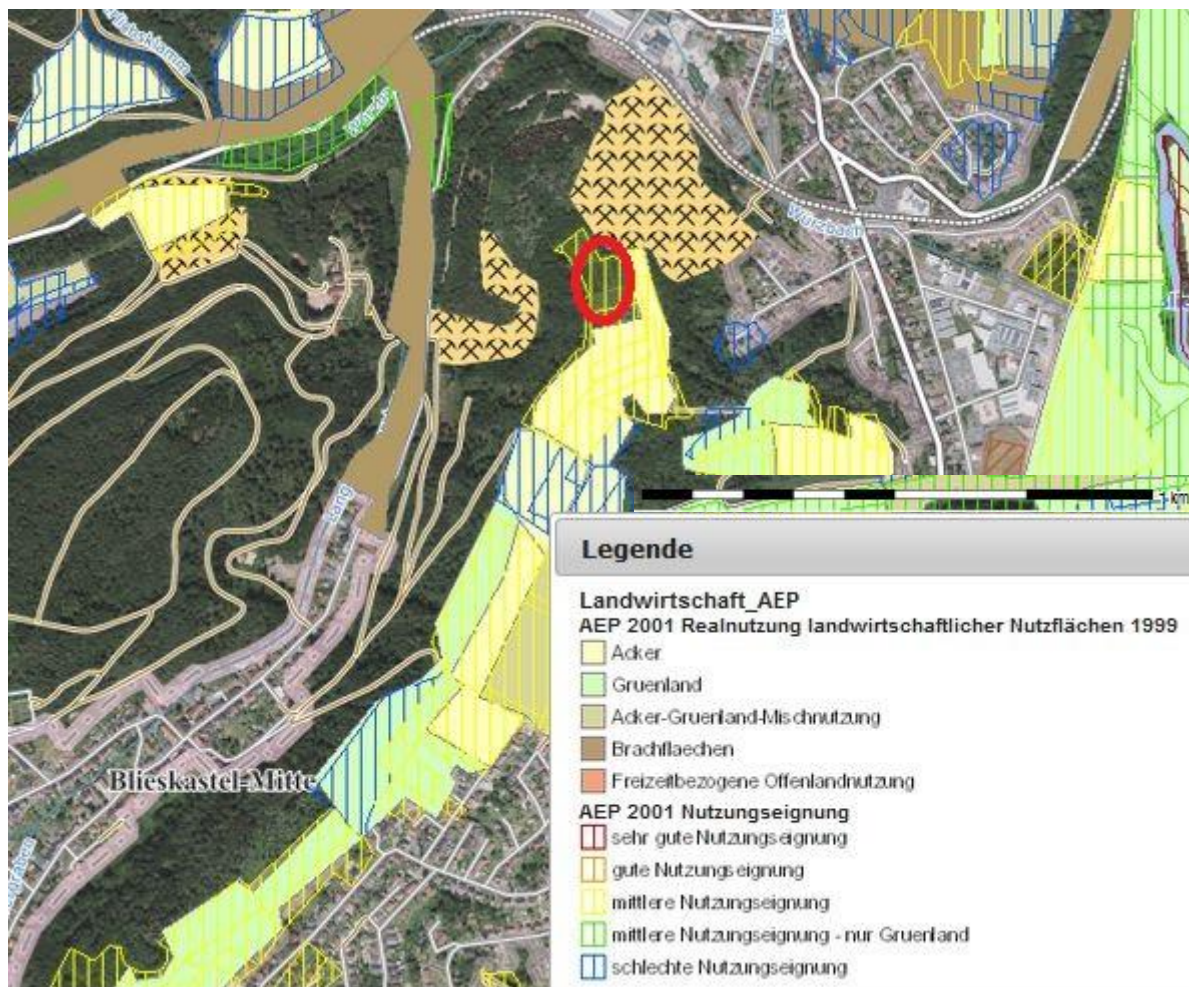 Würzbach
1 km
Lang
Blieskastel-Mitte
Legende
Landwirtschaft_AEP
AEP 2001 Realnutzung landwirtschaftlicher Nutzflächen 1999
Acker
Gruenland
Acker-Gruenland-Mischnutzung
Brachflaechen
Freizeitbezogene Offenlandnutzung
AEP 2001 Nutzungseignung
sehr gute Nutzungseignung
gute Nutzungseignung
mittlere Nutzungseignung
mittlere Nutzungseignung - nur Gruenland
schlechte Nutzungseignung